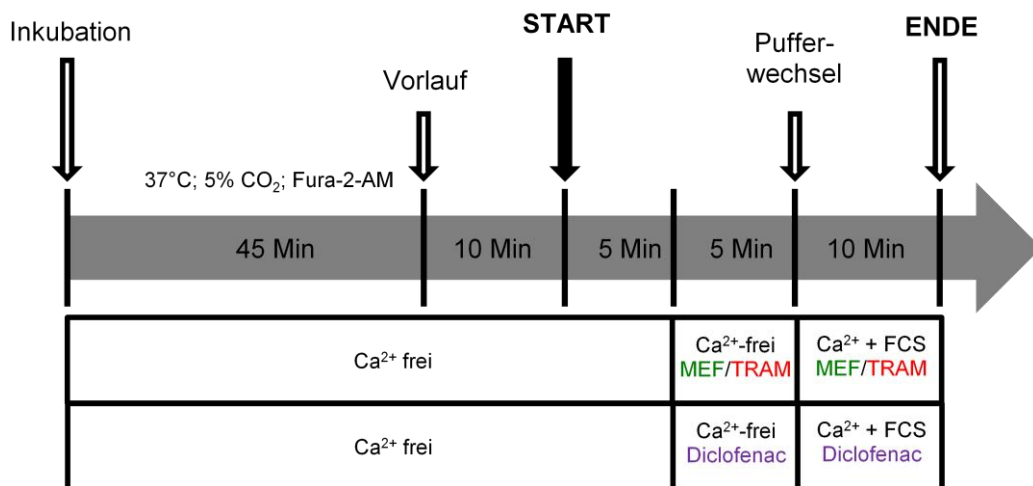 Inkubation
Vorlauf
START
Puffer-
wechsel
ENDE
37°C; 5% CO₂; Fura-2-AM
45 Min
10 Min
5 Min
5 Min
10 Min
Ca²⁺ frei
Ca²⁺-frei
MEF/TRAM
Ca²⁺ + FCS
MEF/TRAM
Ca²⁺ frei
Ca²⁺-frei
Diclofenac
Ca²⁺ + FCS
Diclofenac